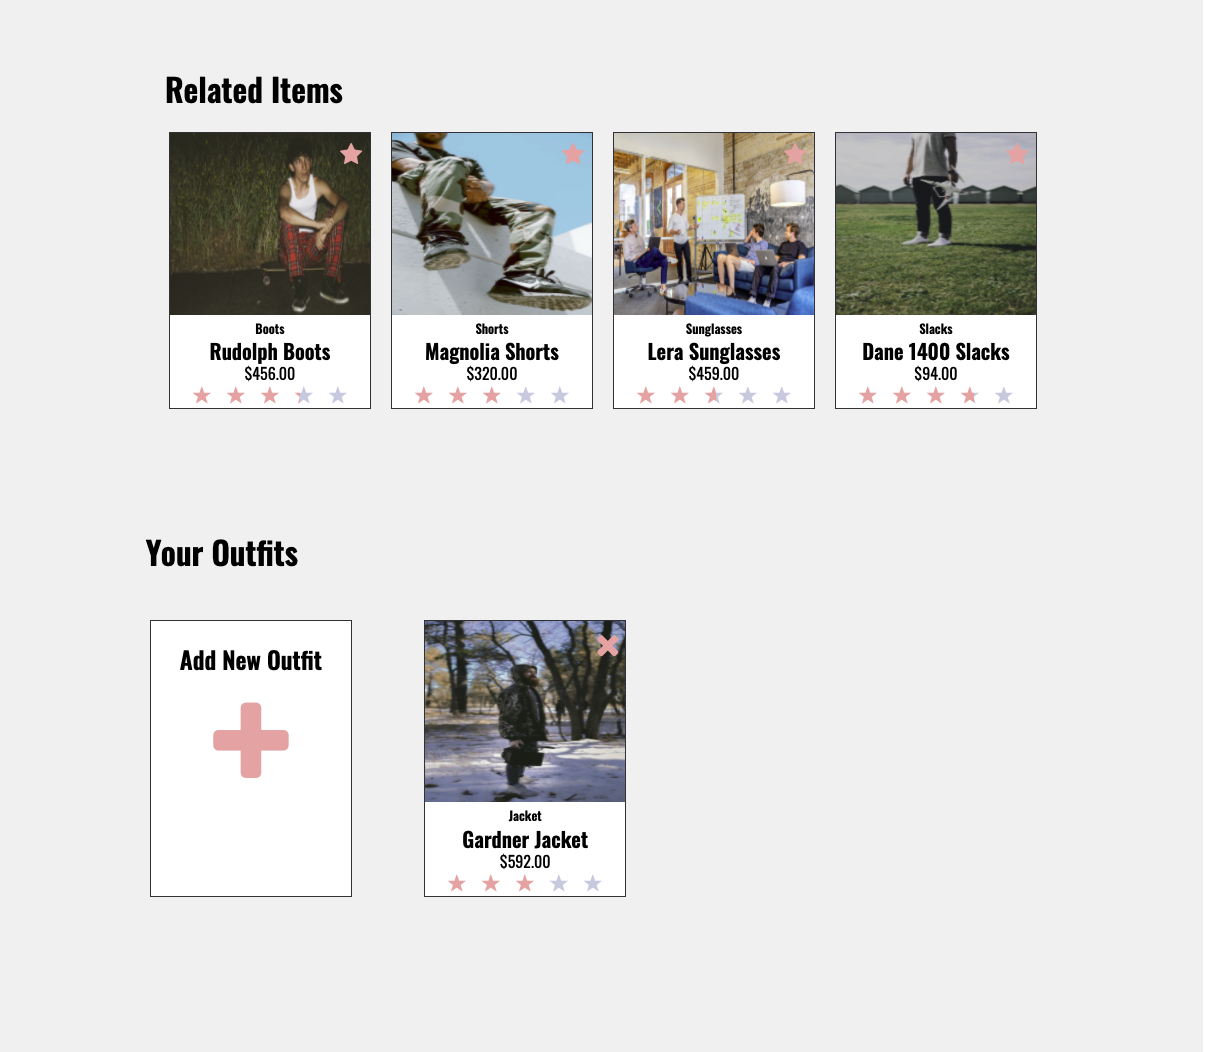 Related Items
Boots
Rudolph Boots
$456.00
Shorts
Magnolia Shorts
$320.00
Sunglasses
Lera Sunglasses
$459.00
Slacks
Dane 1400 Slacks
$94.00
Your Outfits
Add New Outfit
Jacket
Gardner Jacket
$592.00